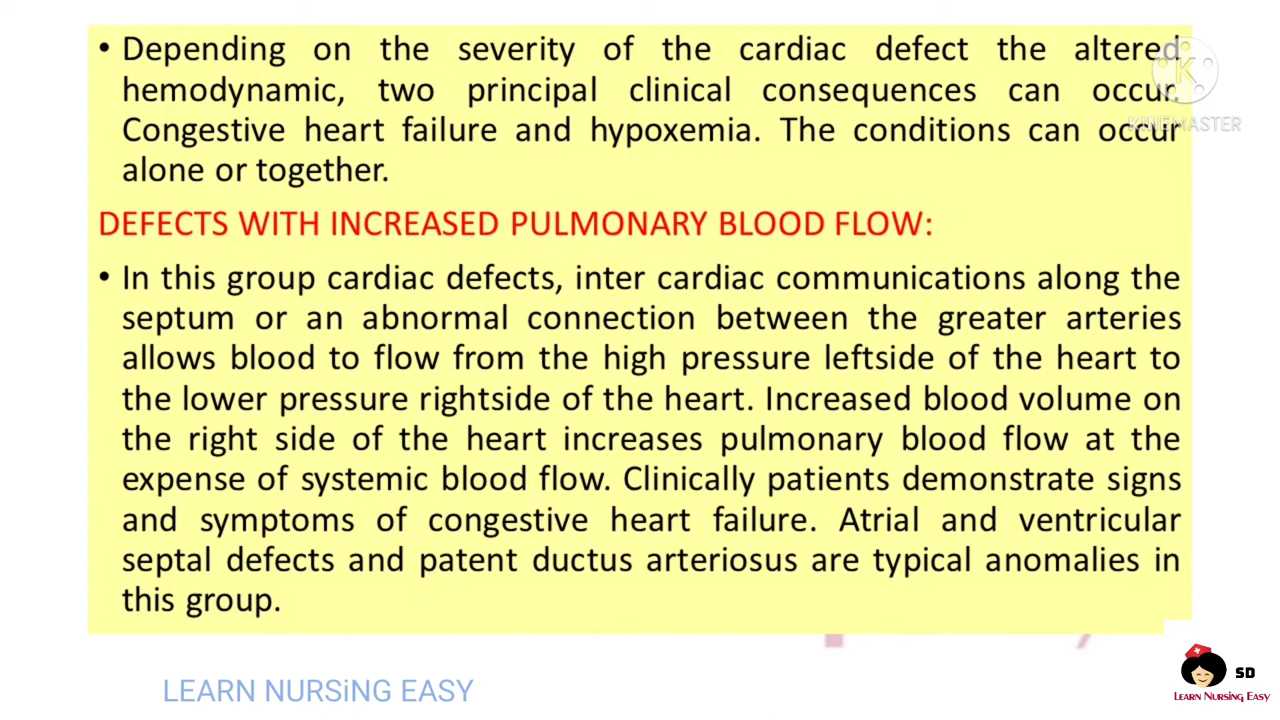 • Depending on the severity of the cardiac defect the altered
hemodynamic, two principal clinical consequences can occur.
Congestive heart failure and hypoxemia. The conditions can occur
alone or together.
K
KINEMASTER
DEFECTS WITH INCREASED PULMONARY BLOOD FLOW:
• In this group cardiac defects, inter cardiac communications along the
septum or an abnormal connection between the greater arteries
allows blood to flow from the high pressure leftside of the heart to
the lower pressure rightside of the heart. Increased blood volume on
the right side of the heart increases pulmonary blood flow at the
expense of systemic blood flow. Clinically patients demonstrate signs
and symptoms of congestive heart failure. Atrial and ventricular
septal defects and patent ductus arteriosus are typical anomalies in
this group.
LEARN NURSiNG EASY
SD
Learn Nursing Easy